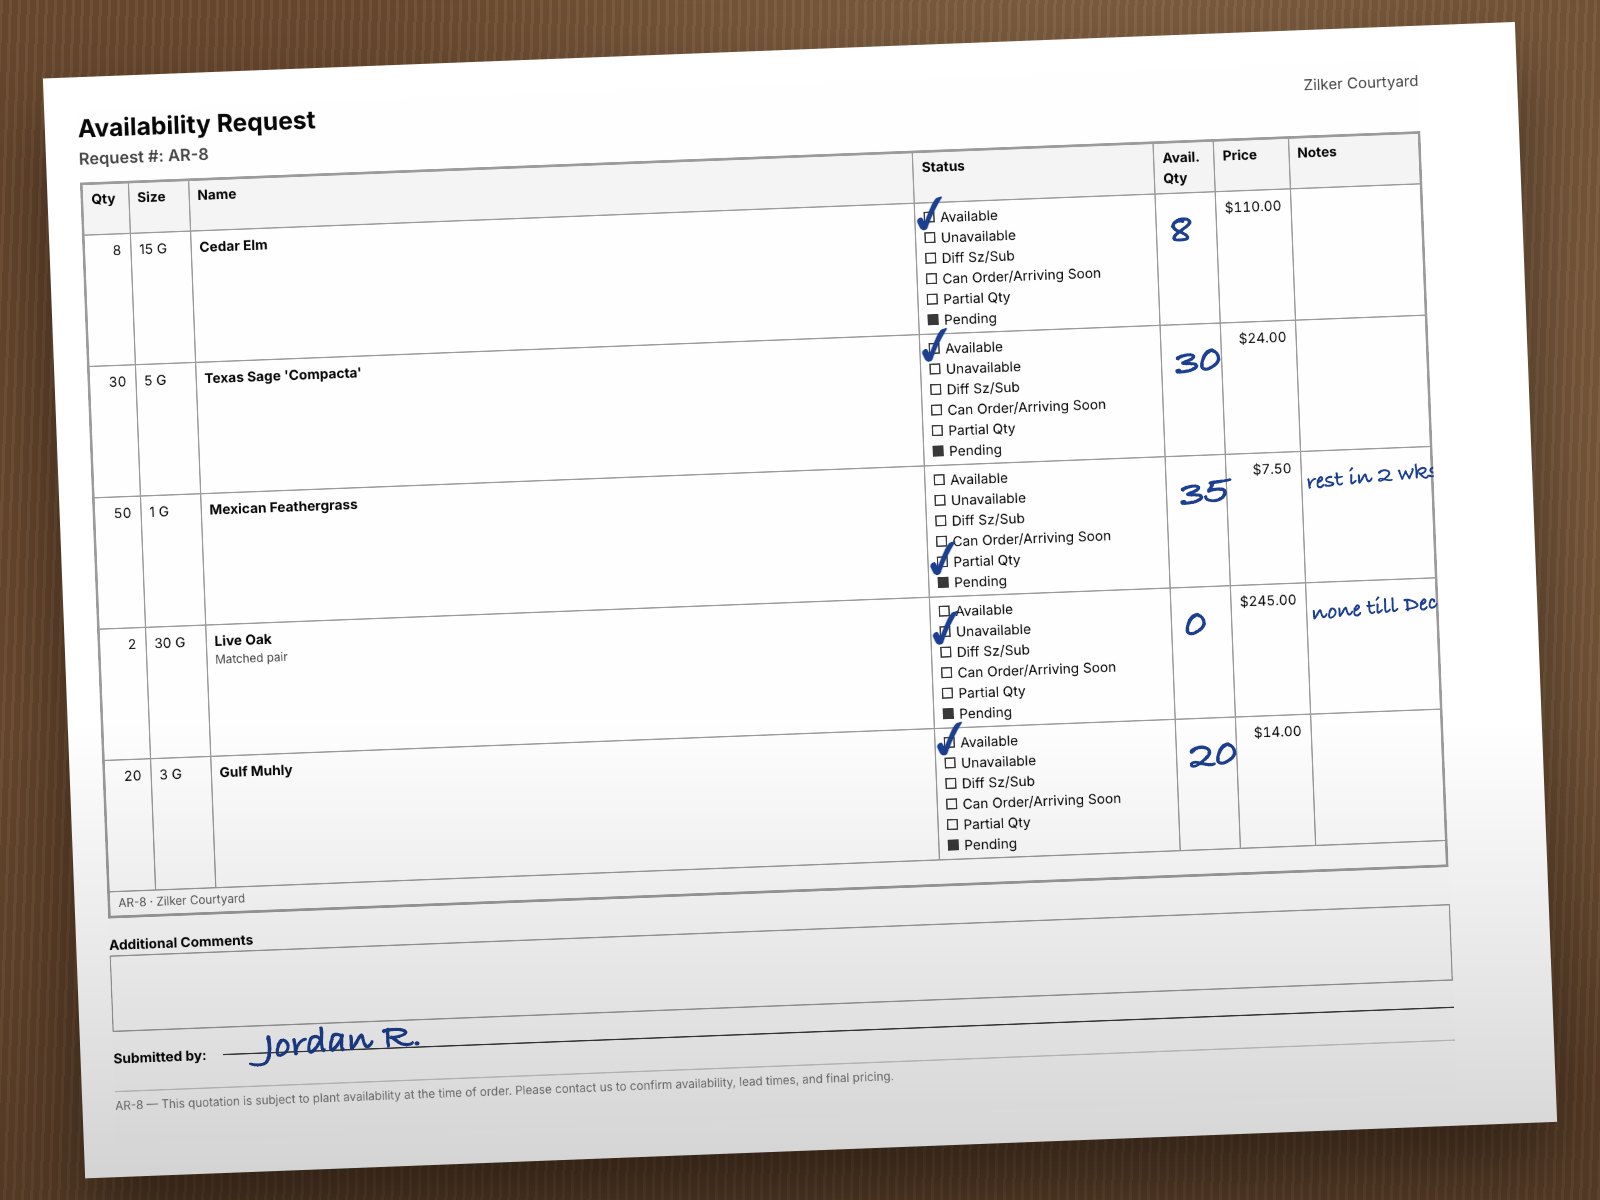 Zilker Courtyard
Availability Request
Request #: AR-8
Qty Size Name Status Avail. Qty Price Notes
8 15 G Cedar Elm
Available
Unavailable
Diff Sz/Sub
Can Order/Arriving Soon
Partial Qty
Pending
8 $110.00
30 5 G Texas Sage 'Compacta'
Available
Unavailable
Diff Sz/Sub
Can Order/Arriving Soon
Partial Qty
Pending
30 $24.00
50 1 G Mexican Feathergrass
Available
Unavailable
Diff Sz/Sub
Can Order/Arriving Soon
Partial Qty
Pending
35 $7.50 rest in 2 wks
2 30 G Live Oak
Matched pair
Available
Unavailable
Diff Sz/Sub
Can Order/Arriving Soon
Partial Qty
Pending
0 $245.00 none till Dec
20 3 G Gulf Muhly
Available
Unavailable
Diff Sz/Sub
Can Order/Arriving Soon
Partial Qty
Pending
20 $14.00
AR-8 · Zilker Courtyard
Additional Comments
Submitted by: Jordan R.
AR-8 — This quotation is subject to plant availability at the time of order. Please contact us to confirm availability, lead times, and final pricing.